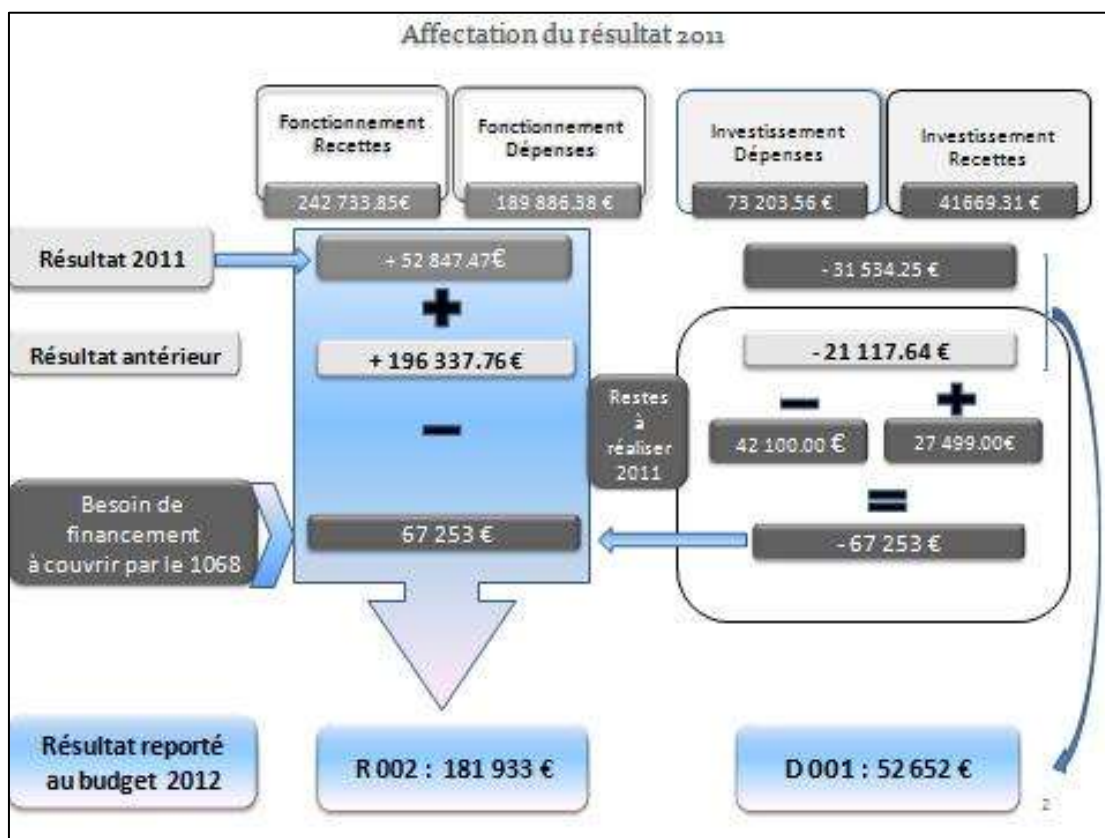 Affectation du résultat 2011
Fonctionnement
Recettes
242 733.85€
Fonctionnement
Dépenses
189 886.38 €
Investissement
Dépenses
73 203.56 €
Investissement
Recettes
41669.31 €
Résultat 2011
+ 52 847.47€
- 31 534.25 €
+
Résultat antérieur
+ 196 337.76 €
- 21 117.64 €
−
Restes
à
réaliser
2011
− +
42 100.00 €
27 499.00€
=
Besoin de
financement
à couvrir par le 1068
67 253 €
-67 253 €
Résultat reporté
au budget 2012
R 002 : 181 933 €
D 001 : 52 652 €
2